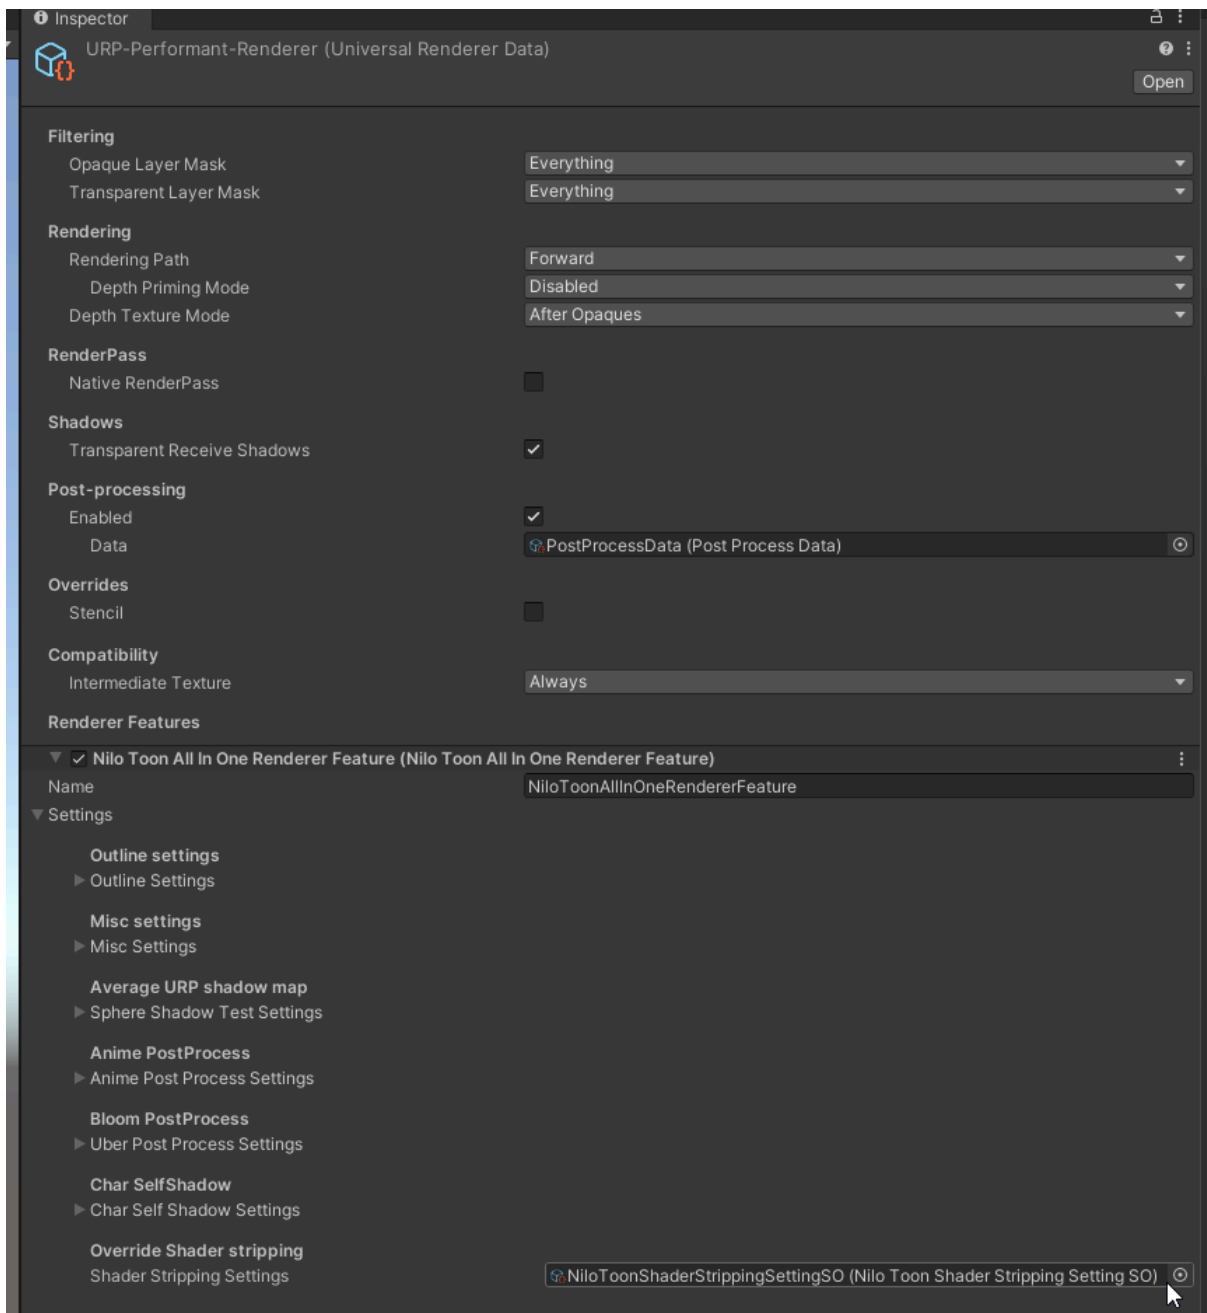 Inspector
URP-Performant-Renderer (Universal Renderer Data)
Open
Filtering
Opaque Layer Mask Everything
Transparent Layer Mask Everything
Rendering
Rendering Path Forward
Depth Priming Mode Disabled
Depth Texture Mode After Opaques
RenderPass
Native RenderPass
Shadows
Transparent Receive Shadows
Post-processing
Enabled
Data PostProcessData (Post Process Data)
Overrides
Stencil
Compatibility
Intermediate Texture Always
Renderer Features
Nilo Toon All In One Renderer Feature (Nilo Toon All In One Renderer Feature)
Name NiloToonAllInOneRendererFeature
Settings
Outline settings
Outline Settings
Misc settings
Misc Settings
Average URP shadow map
Sphere Shadow Test Settings
Anime PostProcess
Anime Post Process Settings
Bloom PostProcess
Uber Post Process Settings
Char SelfShadow
Char Self Shadow Settings
Override Shader stripping
Shader Stripping Settings NiloToonShaderStrippingSettingSO (Nilo Toon Shader Stripping Setting SO)